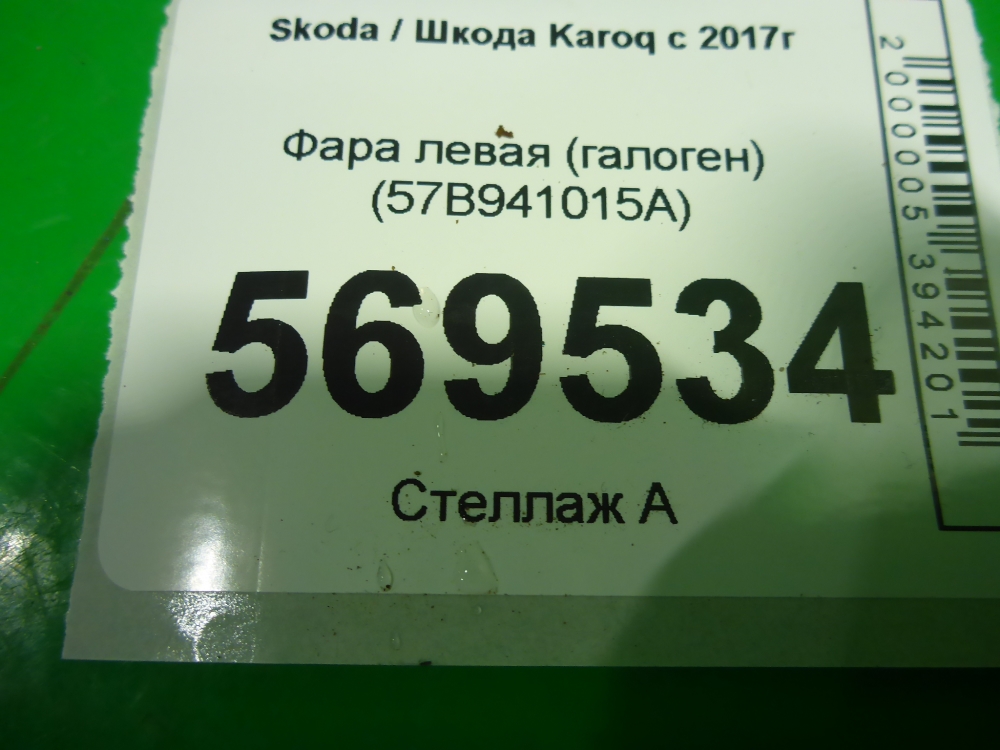 Skoda / Шкода Karoq с 2017г
Фара левая (галоген)
(57B941015A)
569534
Стеллаж А
2000005394201